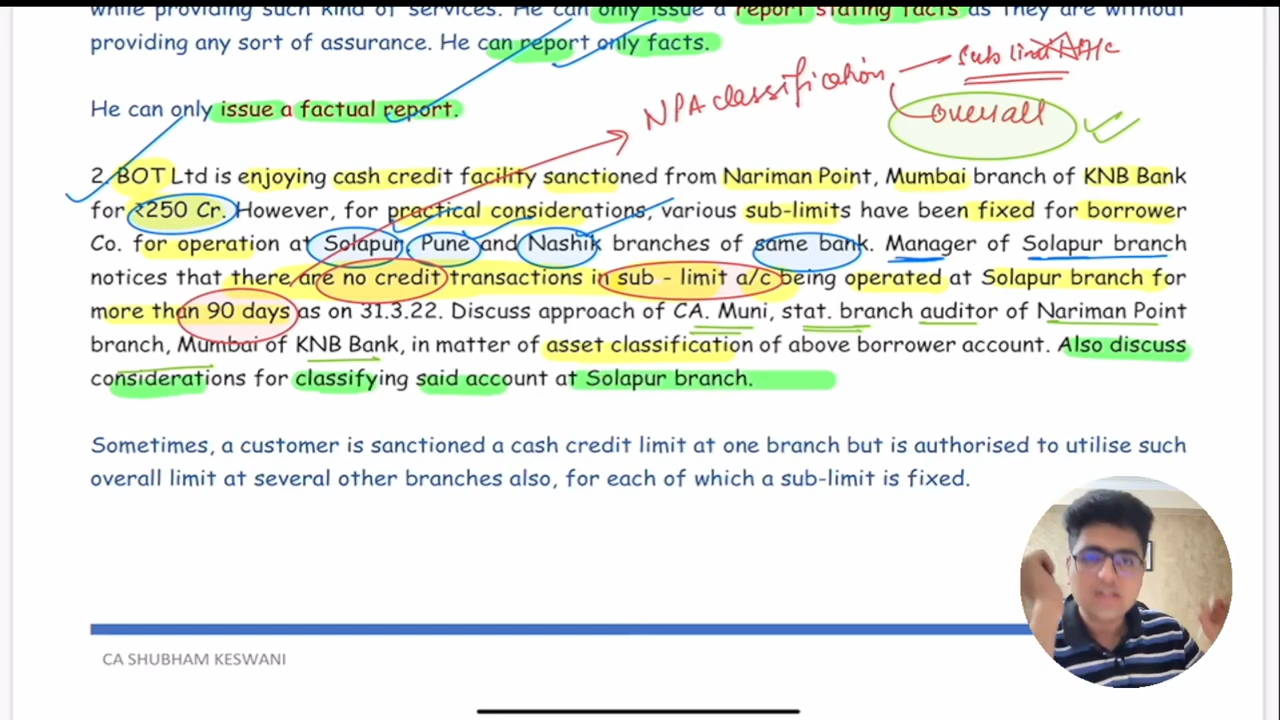 while providing such kind of services. He can only issue a report stating facts as they are without
providing any sort of assurance. He can report only facts.
NPA classification
sub limit A/c
overall
He can only issue a factual report.
2. BOT Ltd is enjoying cash credit facility sanctioned from Nariman Point, Mumbai branch of KNB Bank
for ₹250 Cr. However, for practical considerations, various sub-limits have been fixed for borrower
Co. for operation at Solapur, Pune and Nashik branches of same bank. Manager of Solapur branch
notices that there are no credit transactions in sub - limit a/c being operated at Solapur branch for
more than 90 days as on 31.3.22. Discuss approach of CA. Muni, stat. branch auditor of Nariman Point
branch, Mumbai of KNB Bank, in matter of asset classification of above borrower account. Also discuss
considerations for classifying said account at Solapur branch.
Sometimes, a customer is sanctioned a cash credit limit at one branch but is authorised to utilise such
overall limit at several other branches also, for each of which a sub-limit is fixed.
CA SHUBHAM KESWANI